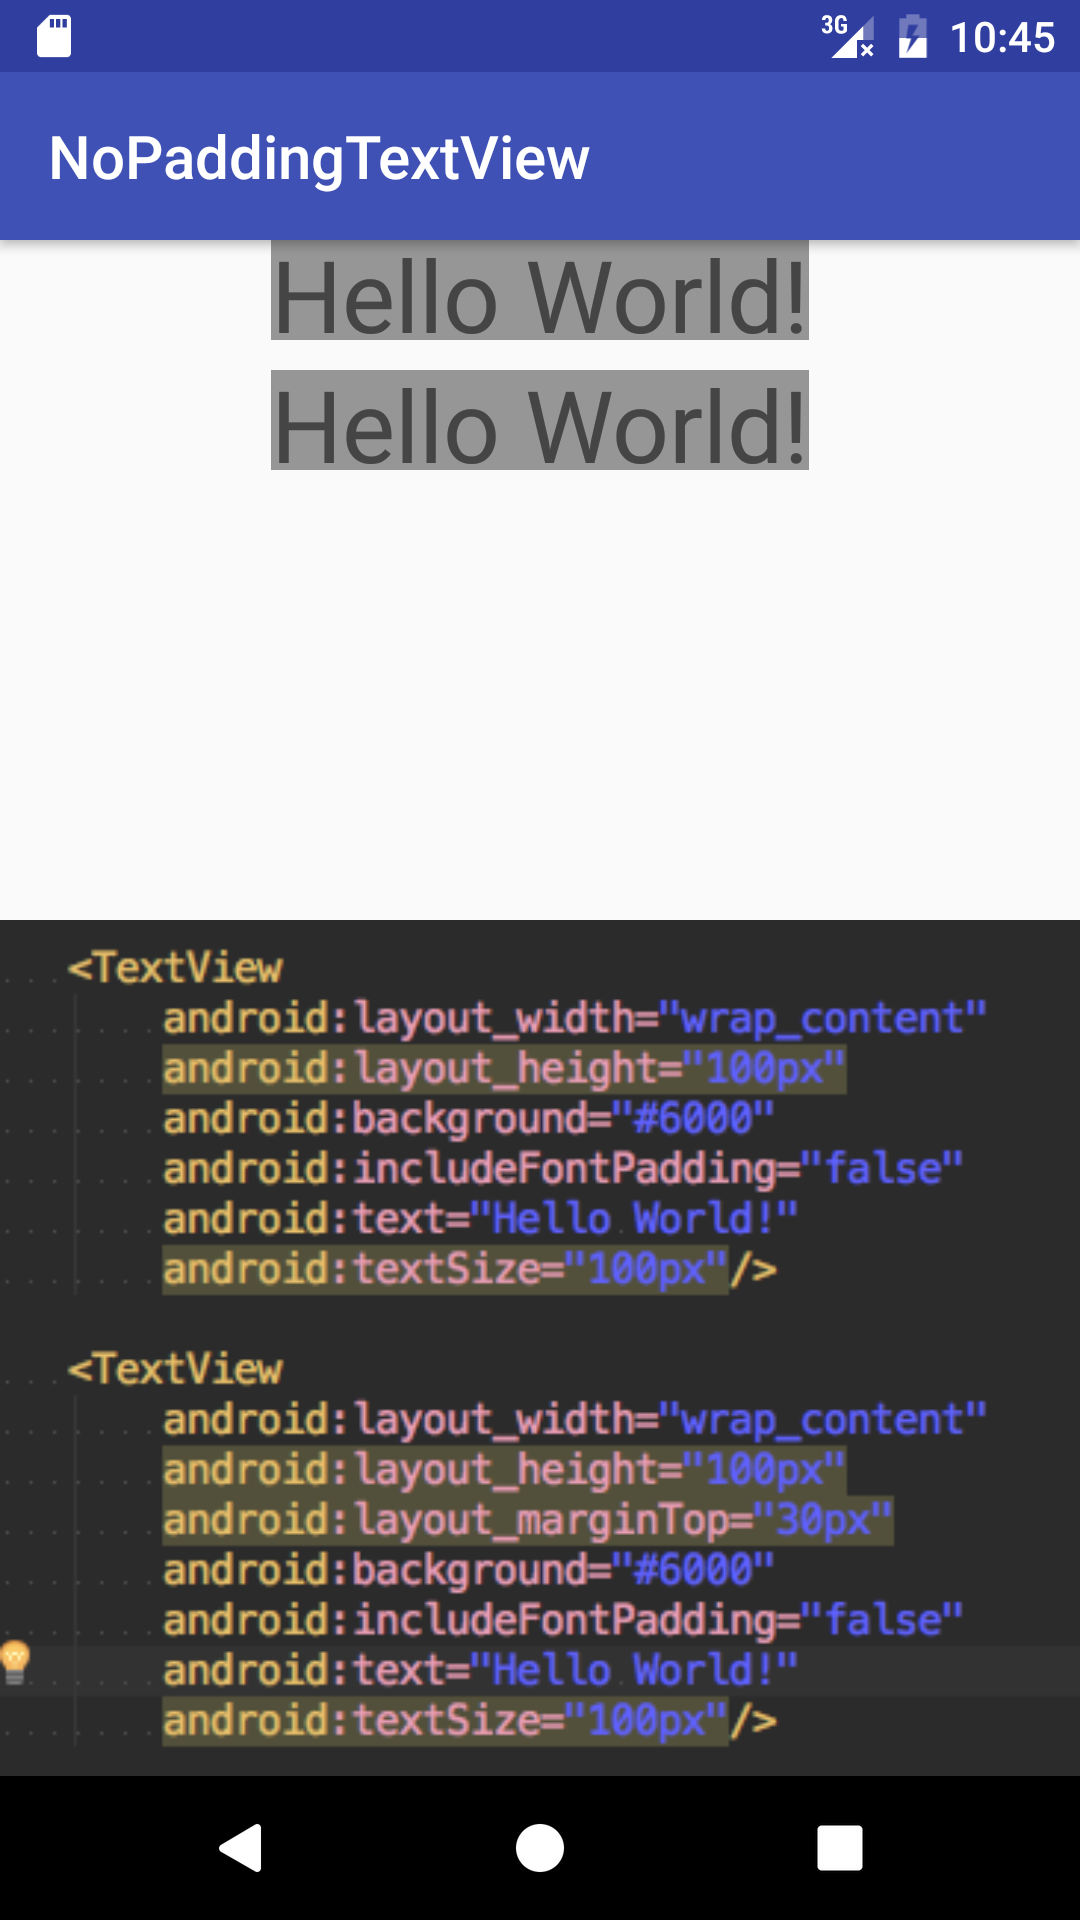 3G 10:45
NoPaddingTextView
Hello World!
Hello World!
<TextView
android:layout_width="wrap_content"
android:layout_height="100px"
android:background="#6000"
android:includeFontPadding="false"
android:text="Hello World!"
android:textSize="100px"/>
<TextView
android:layout_width="wrap_content"
android:layout_height="100px"
android:layout_marginTop="30px"
android:background="#6000"
android:includeFontPadding="false"
android:text="Hello World!"
android:textSize="100px"/>